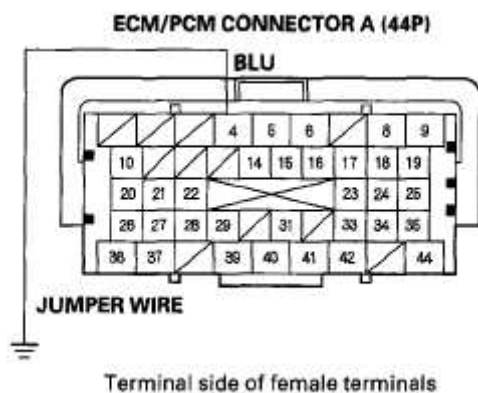 ECM/PCM CONNECTOR A (44P)
BLU
4 5 6 8 9
10 14 15 16 17 18 19
20 21 22 23 24 25
26 27 28 29 31 33 34 35
36 37 39 40 41 42 44
JUMPER WIRE
Terminal side of female terminals